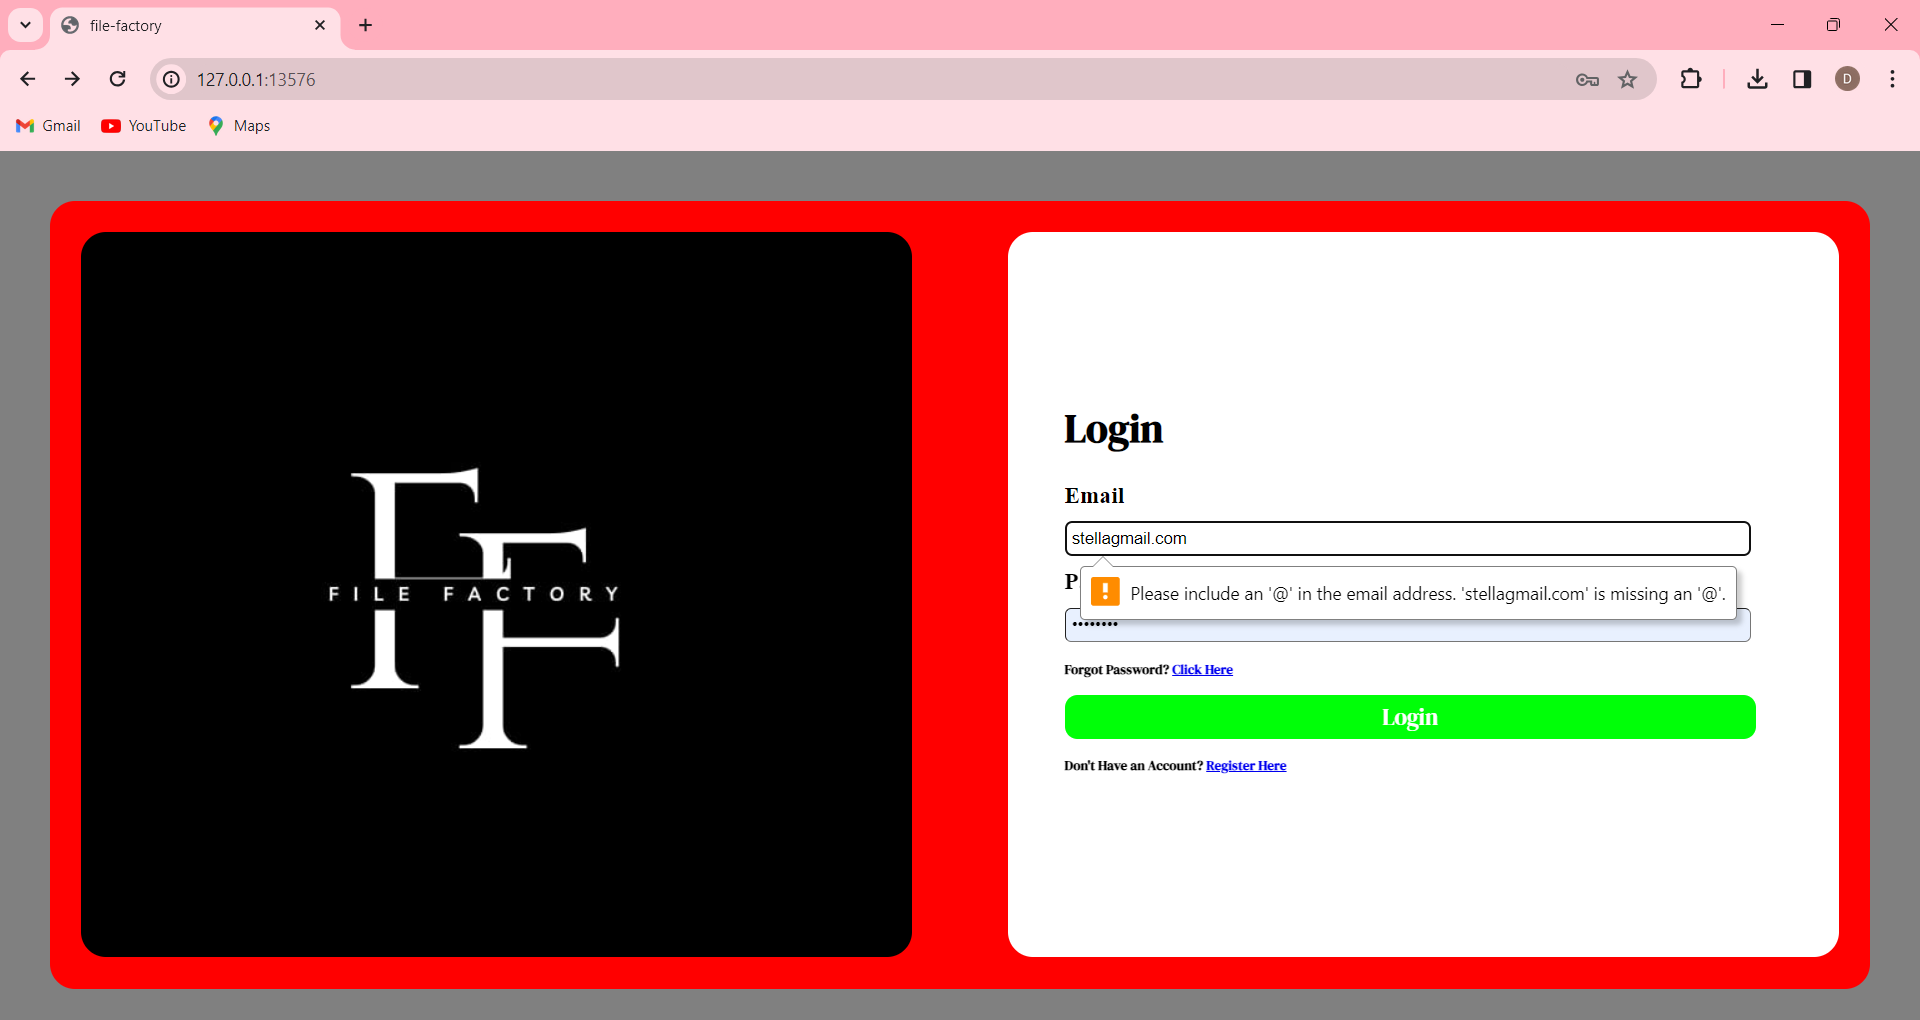 file-factory
127.0.0.1:13576
D
Gmail
YouTube
Maps
FILE FACTORY
Login
Email
stellagmail.com
P
Please include an '@' in the email address. 'stellagmail.com' is missing an '@'.
Forgot Password? Click Here
Login
Don't Have an Account? Register Here